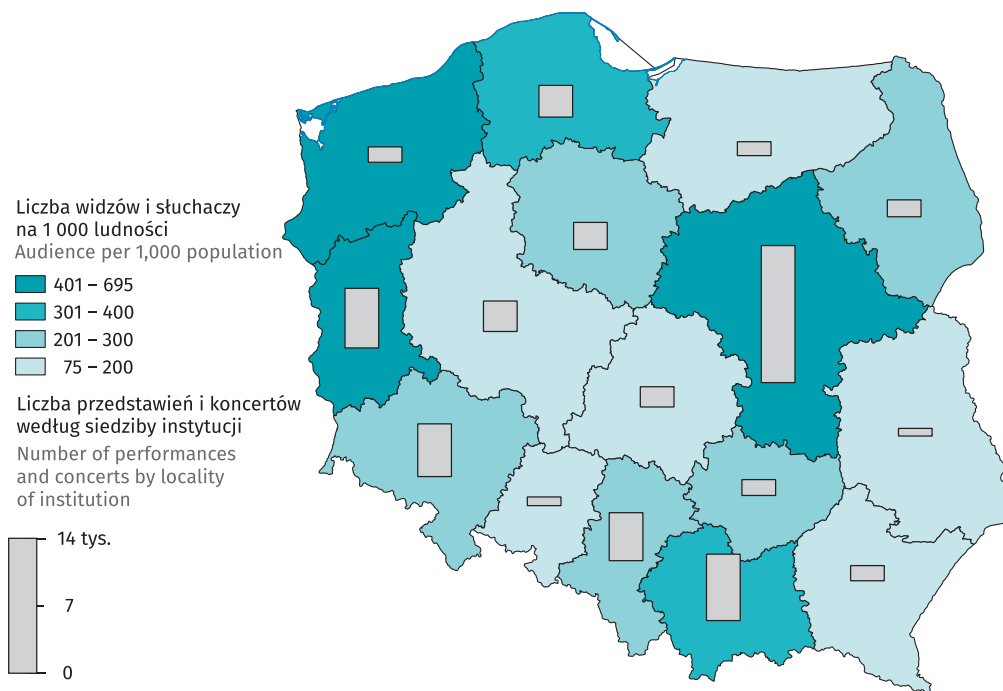 Liczba widzów i słuchaczy
na 1 000 ludności
Audience per 1,000 population
401 – 695
301 – 400
201 – 300
75 – 200
Liczba przedstawień i koncertów
według siedziby instytucji
Number of performances
and concerts by locality
of institution
14 tys.
7
0